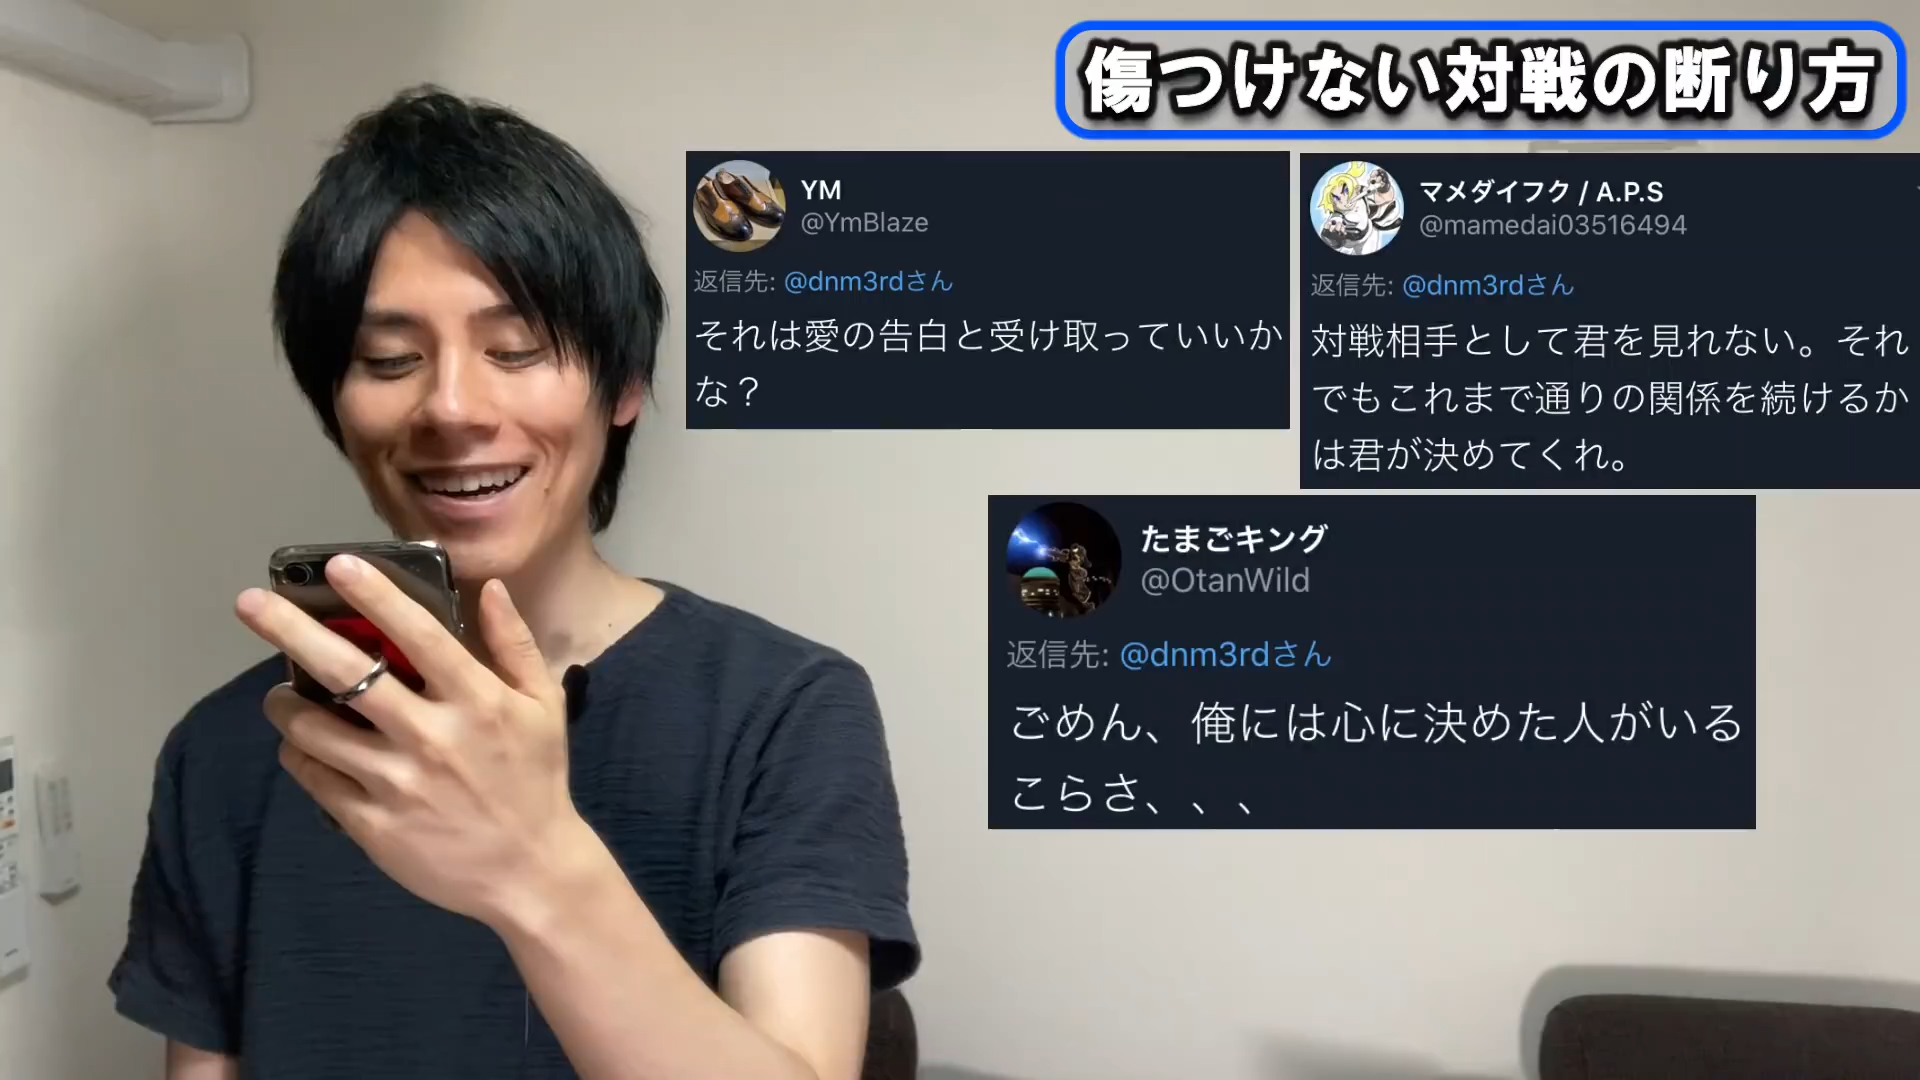 傷つけない対戦の断り方
YM
@YmBlaze
返信先: @dnm3rdさん
それは愛の告白と受け取っていいか
な？
マメダイフク / A.P.S
@mamedai03516494
返信先: @dnm3rdさん
対戦相手として君を見れない。それ
でもこれまで通りの関係を続けるか
は君が決めてくれ。
たまごキング
@OtanWild
返信先: @dnm3rdさん
ごめん、俺には心に決めた人がいる
こらさ、、、